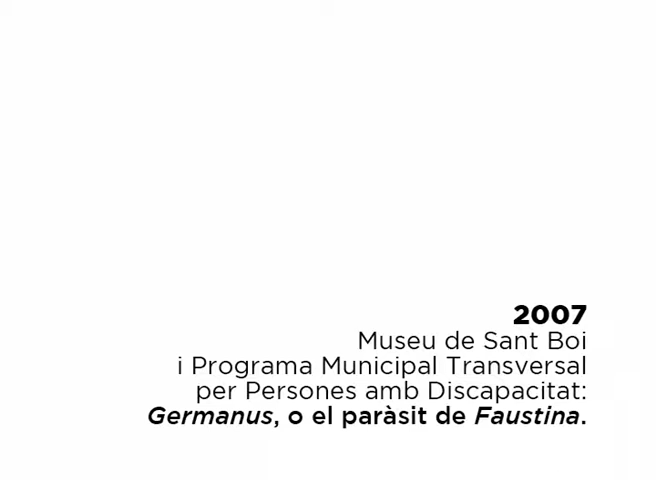 2007
Museu de Sant Boi
i Programa Municipal Transversal
per Persones amb Discapacitat:
Germanus, o el paràsit de Faustina.